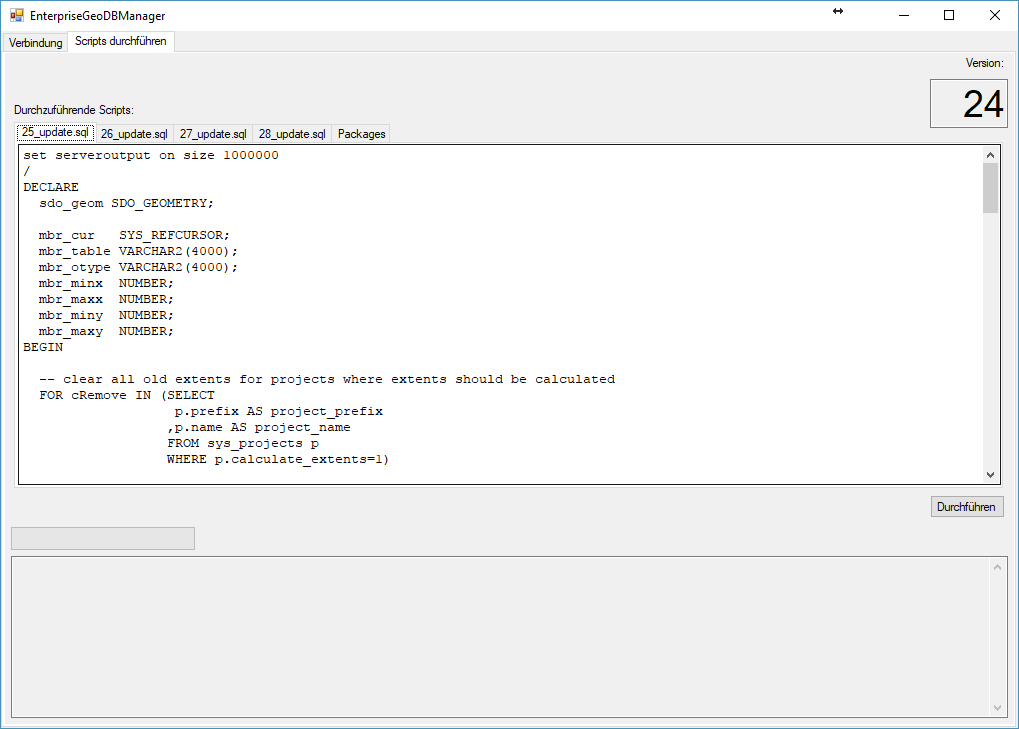 EnterpriseGeoDBManager
Verbindung Scripts durchführen
Version:
24
Durchzuführende Scripts:
25_update.sql 26_update.sql 27_update.sql 28_update.sql Packages
set serveroutput on size 1000000
/
DECLARE
  sdo_geom SDO_GEOMETRY;
  mbr_cur   SYS_REFCURSOR;
  mbr_table VARCHAR2(4000);
  mbr_otype VARCHAR2(4000);
  mbr_minx  NUMBER;
  mbr_maxx  NUMBER;
  mbr_miny  NUMBER;
  mbr_maxy  NUMBER;
BEGIN
  -- clear all old extents for projects where extents should be calculated
  FOR cRemove IN (SELECT
                   p.prefix AS project_prefix
                  ,p.name AS project_name
                  FROM sys_projects p
                  WHERE p.calculate_extents=1)
Durchführen